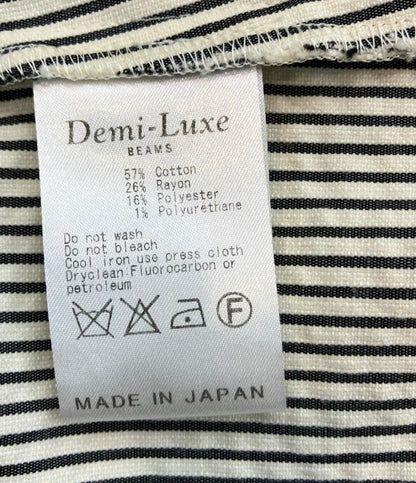 Demi-Luxe
BEAMS
57% Cotton
26% Rayon
16% Polyester
1% Polyurethane
Do not wash
Do not bleach
Cool iron use press cloth
Dryclean:Fluorocarbon or
petroleum
F
MADE IN JAPAN